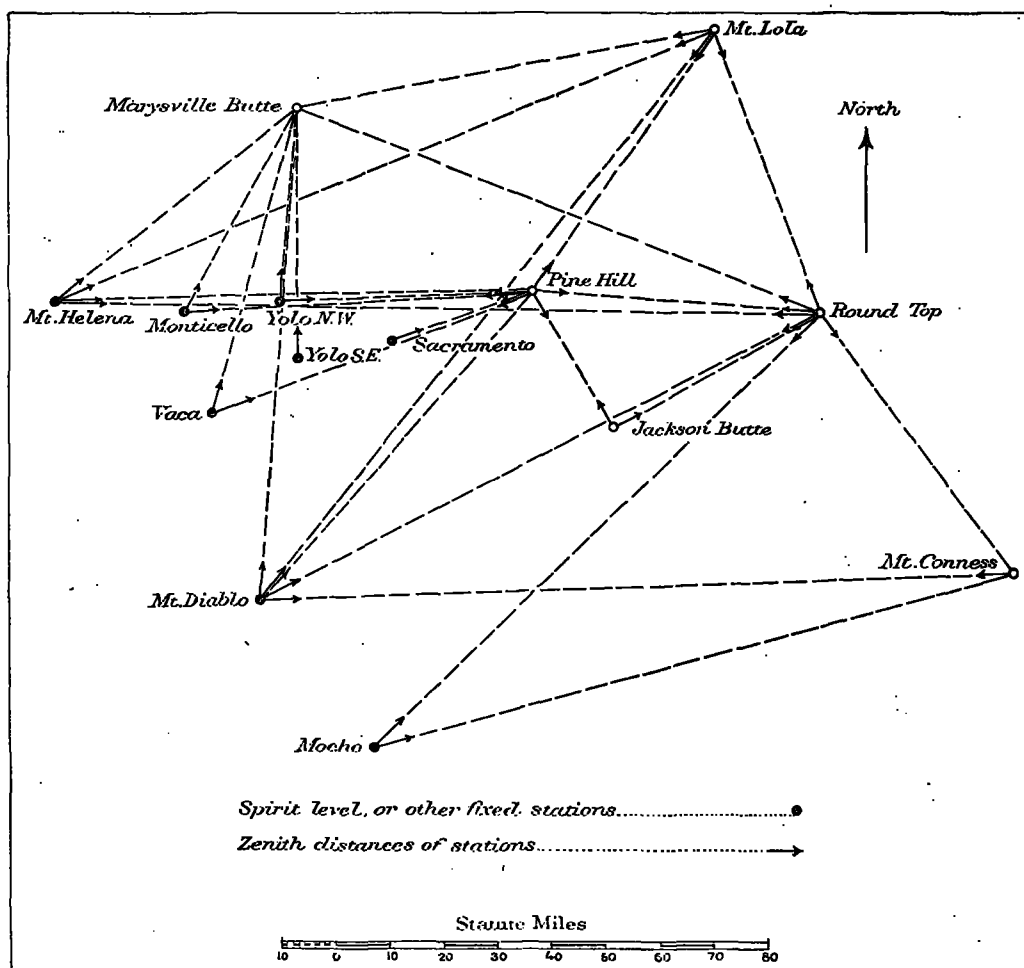 Mt. Lola
Marysville Butte
North
Pine Hill
Mt. Helena
Monticello
Yolo N.W.
Round Top
Sacramento
Yolo S.E.
Vaca
Jackson Butte
Mt. Conness
Mt. Diablo
Mocho
Spirit level, or other fixed stations
Zenith distances of stations
Statute Miles
10 0 10 20 30 40 50 60 70 80